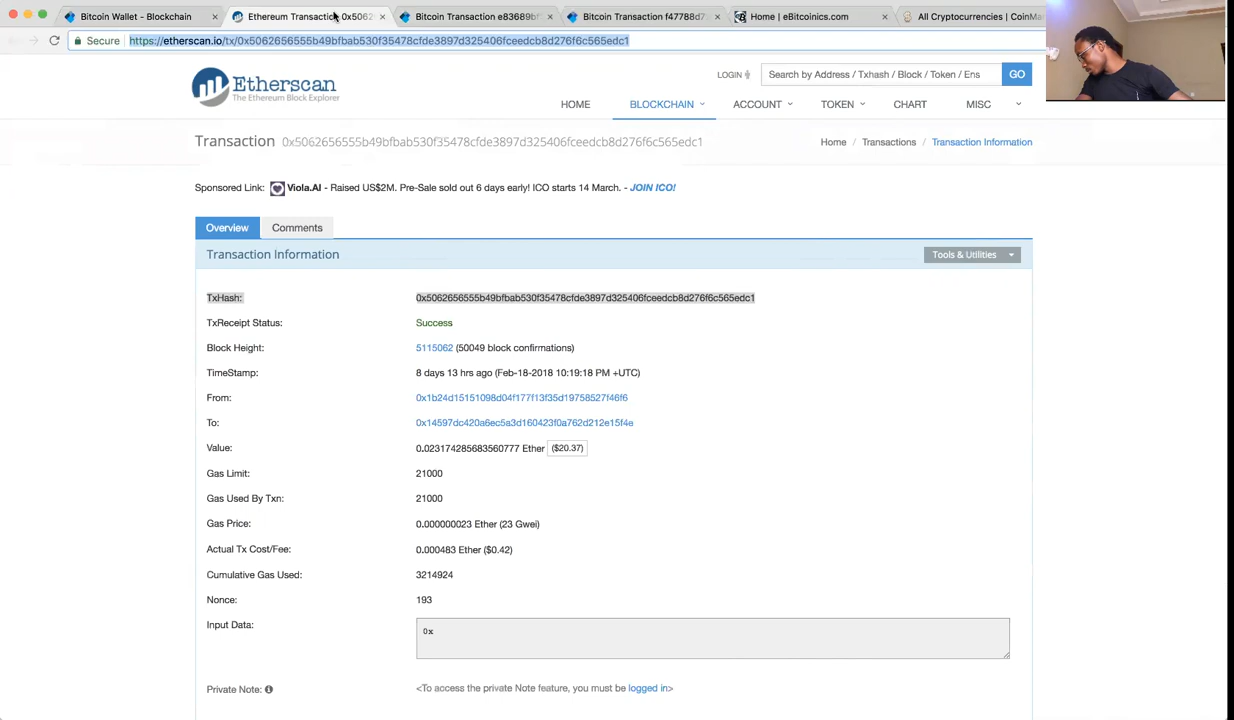 Bitcoin Wallet - Blockchain
Ethereum Transaction 0x5062
Bitcoin Transaction e83689bf
Bitcoin Transaction f47788d7
Home | eBitcoinics.com
All Cryptocurrencies | CoinMa
Secure
https://etherscan.io/tx/0x5062656555b49bfbab530f35478cfde3897d325406fceedcb8d276f6c565edc1
Etherscan
The Ethereum Block Explorer
LOGIN
Search by Address / Txhash / Block / Token / Ens
GO
HOME
BLOCKCHAIN
ACCOUNT
TOKEN
CHART
MISC
Transaction 0x5062656555b49bfbab530f35478cfde3897d325406fceedcb8d276f6c565edc1
Home / Transactions / Transaction Information
Sponsored Link: Viola.AI - Raised US$2M. Pre-Sale sold out 6 days early! ICO starts 14 March. - JOIN ICO!
Overview
Comments
Transaction Information
Tools & Utilities
TxHash: 0x5062656555b49bfbab530f35478cfde3897d325406fceedcb8d276f6c565edc1
TxReceipt Status: Success
Block Height: 5115062 (50049 block confirmations)
TimeStamp: 8 days 13 hrs ago (Feb-18-2018 10:19:18 PM +UTC)
From: 0x1b24d15151098d04f177f13f35d19758527f46f6
To: 0x14597dc420a6ec5a3d160423f0a762d212e15f4e
Value: 0.023174285683560777 Ether ($20.37)
Gas Limit: 21000
Gas Used By Txn: 21000
Gas Price: 0.000000023 Ether (23 Gwei)
Actual Tx Cost/Fee: 0.000483 Ether ($0.42)
Cumulative Gas Used: 3214924
Nonce: 193
Input Data: 0x
Private Note: <To access the private Note feature, you must be logged in>